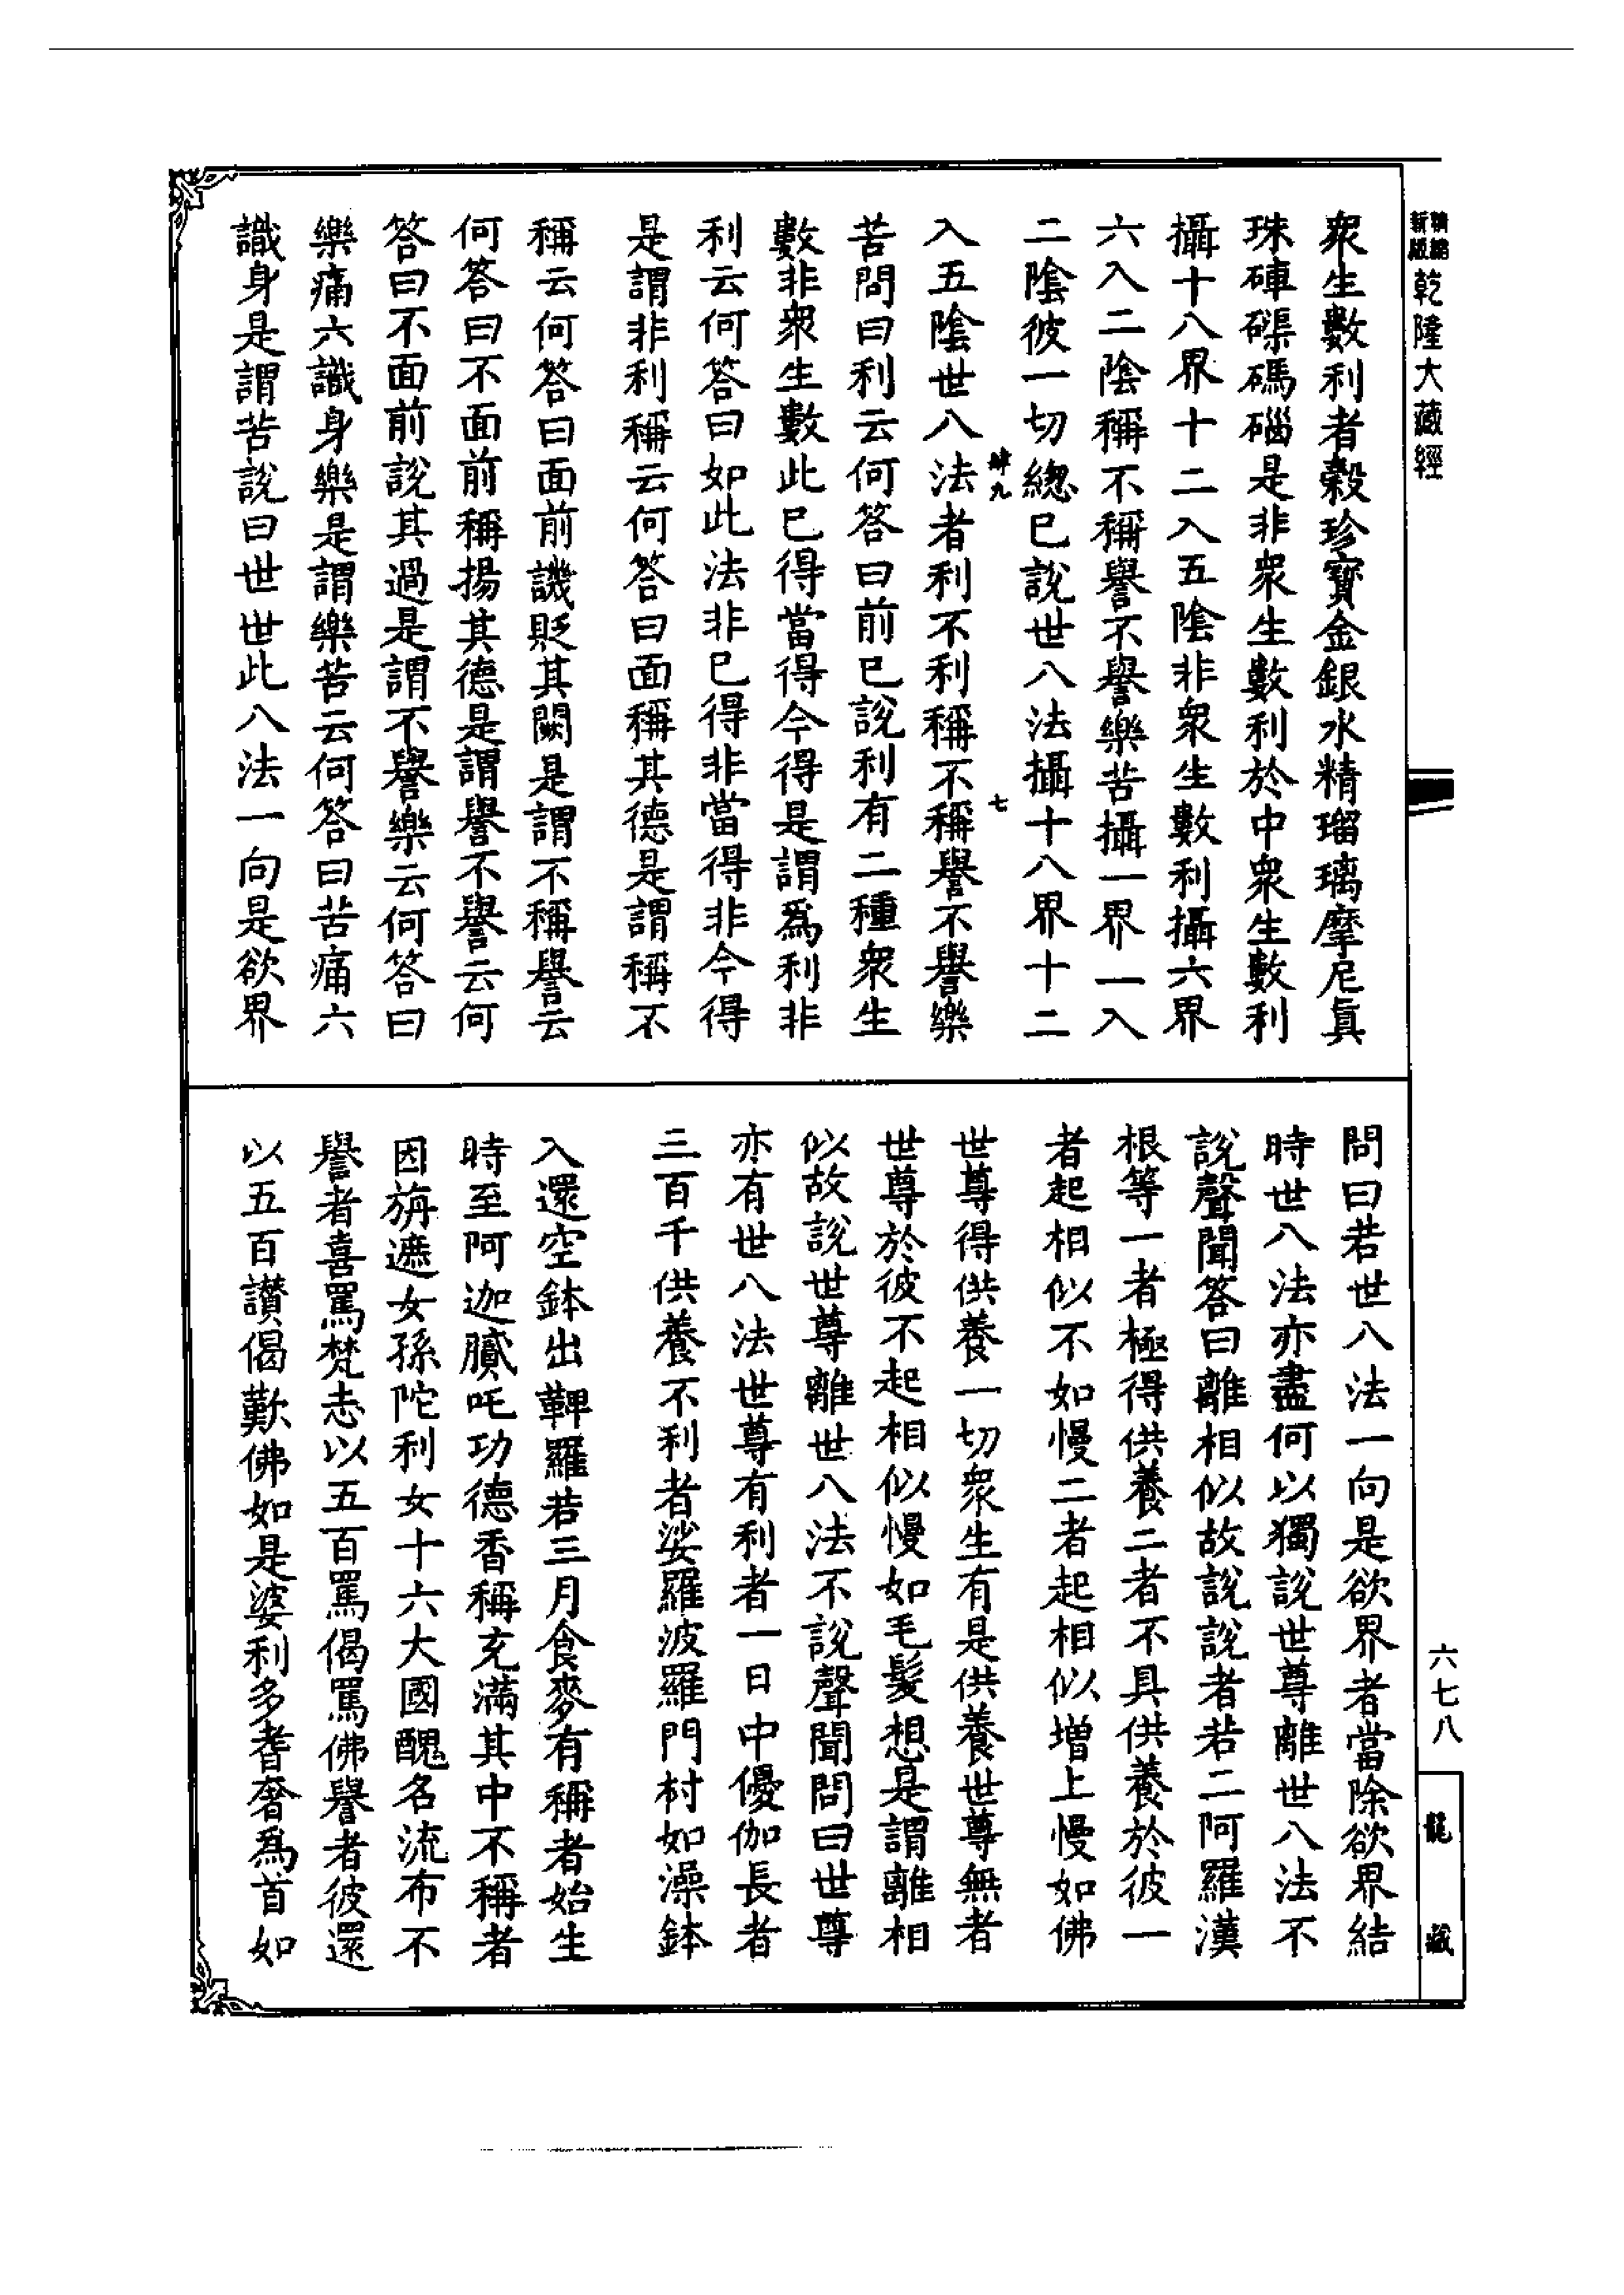 精縮新版乾隆大藏經
眾生數利者穀珍寶金銀水精瑠璃摩尼真
珠硨磲碼碯是非眾生數利於中眾生數利
攝十八界十二入五陰非眾生數利攝六界
六入二陰稱不稱譽不譽樂苦攝一界一入
二陰彼一切總已說世八法攝十八界十二
肆九 七
入五陰世八法者利不利稱不稱譽不譽樂
苦問曰利云何答曰前已說利有二種眾生
數非眾生數此已得當得今得是謂為利非
利云何答曰如此法非已得非當得非今得
是謂非利稱云何答曰面稱其德是謂稱不
稱云何答曰面前譏貶其闕是謂不稱譽云
何答曰不面前稱揚其德是謂譽不譽云何
答曰不面前說其過是謂不譽樂云何答曰
樂痛六識身樂是謂樂苦云何答曰苦痛六
識身是謂苦說曰世世此八法一向是欲界
問曰若世八法一向是欲界者當除欲界結
時世八法亦盡何以獨說世尊離世八法不
說聲聞答曰離相似故說說者若二阿羅漢
根等一者極得供養二者不具供養於彼一
者起相似不如慢二者起相似增上慢如佛
世尊得供養一切眾生有是供養世尊無者
世尊於彼不起相似慢如毛髮想是謂離相
似故說世尊離世八法不說聲聞問曰世尊
亦有世八法世尊有利者一日中優伽長者
三百千供養不利者娑羅波羅門村如澡鉢
入還空鉢出鞞羅若三月食麥有稱者始生
時至阿迦膩吒功德香稱充滿其中不稱者
因旃遮女孫陀利女十六大國醜名流布不
譽者喜罵梵志以五百罵偈罵佛譽者彼還
以五百讚偈歎佛如是婆利多耆奢為首如
六七八
龍藏